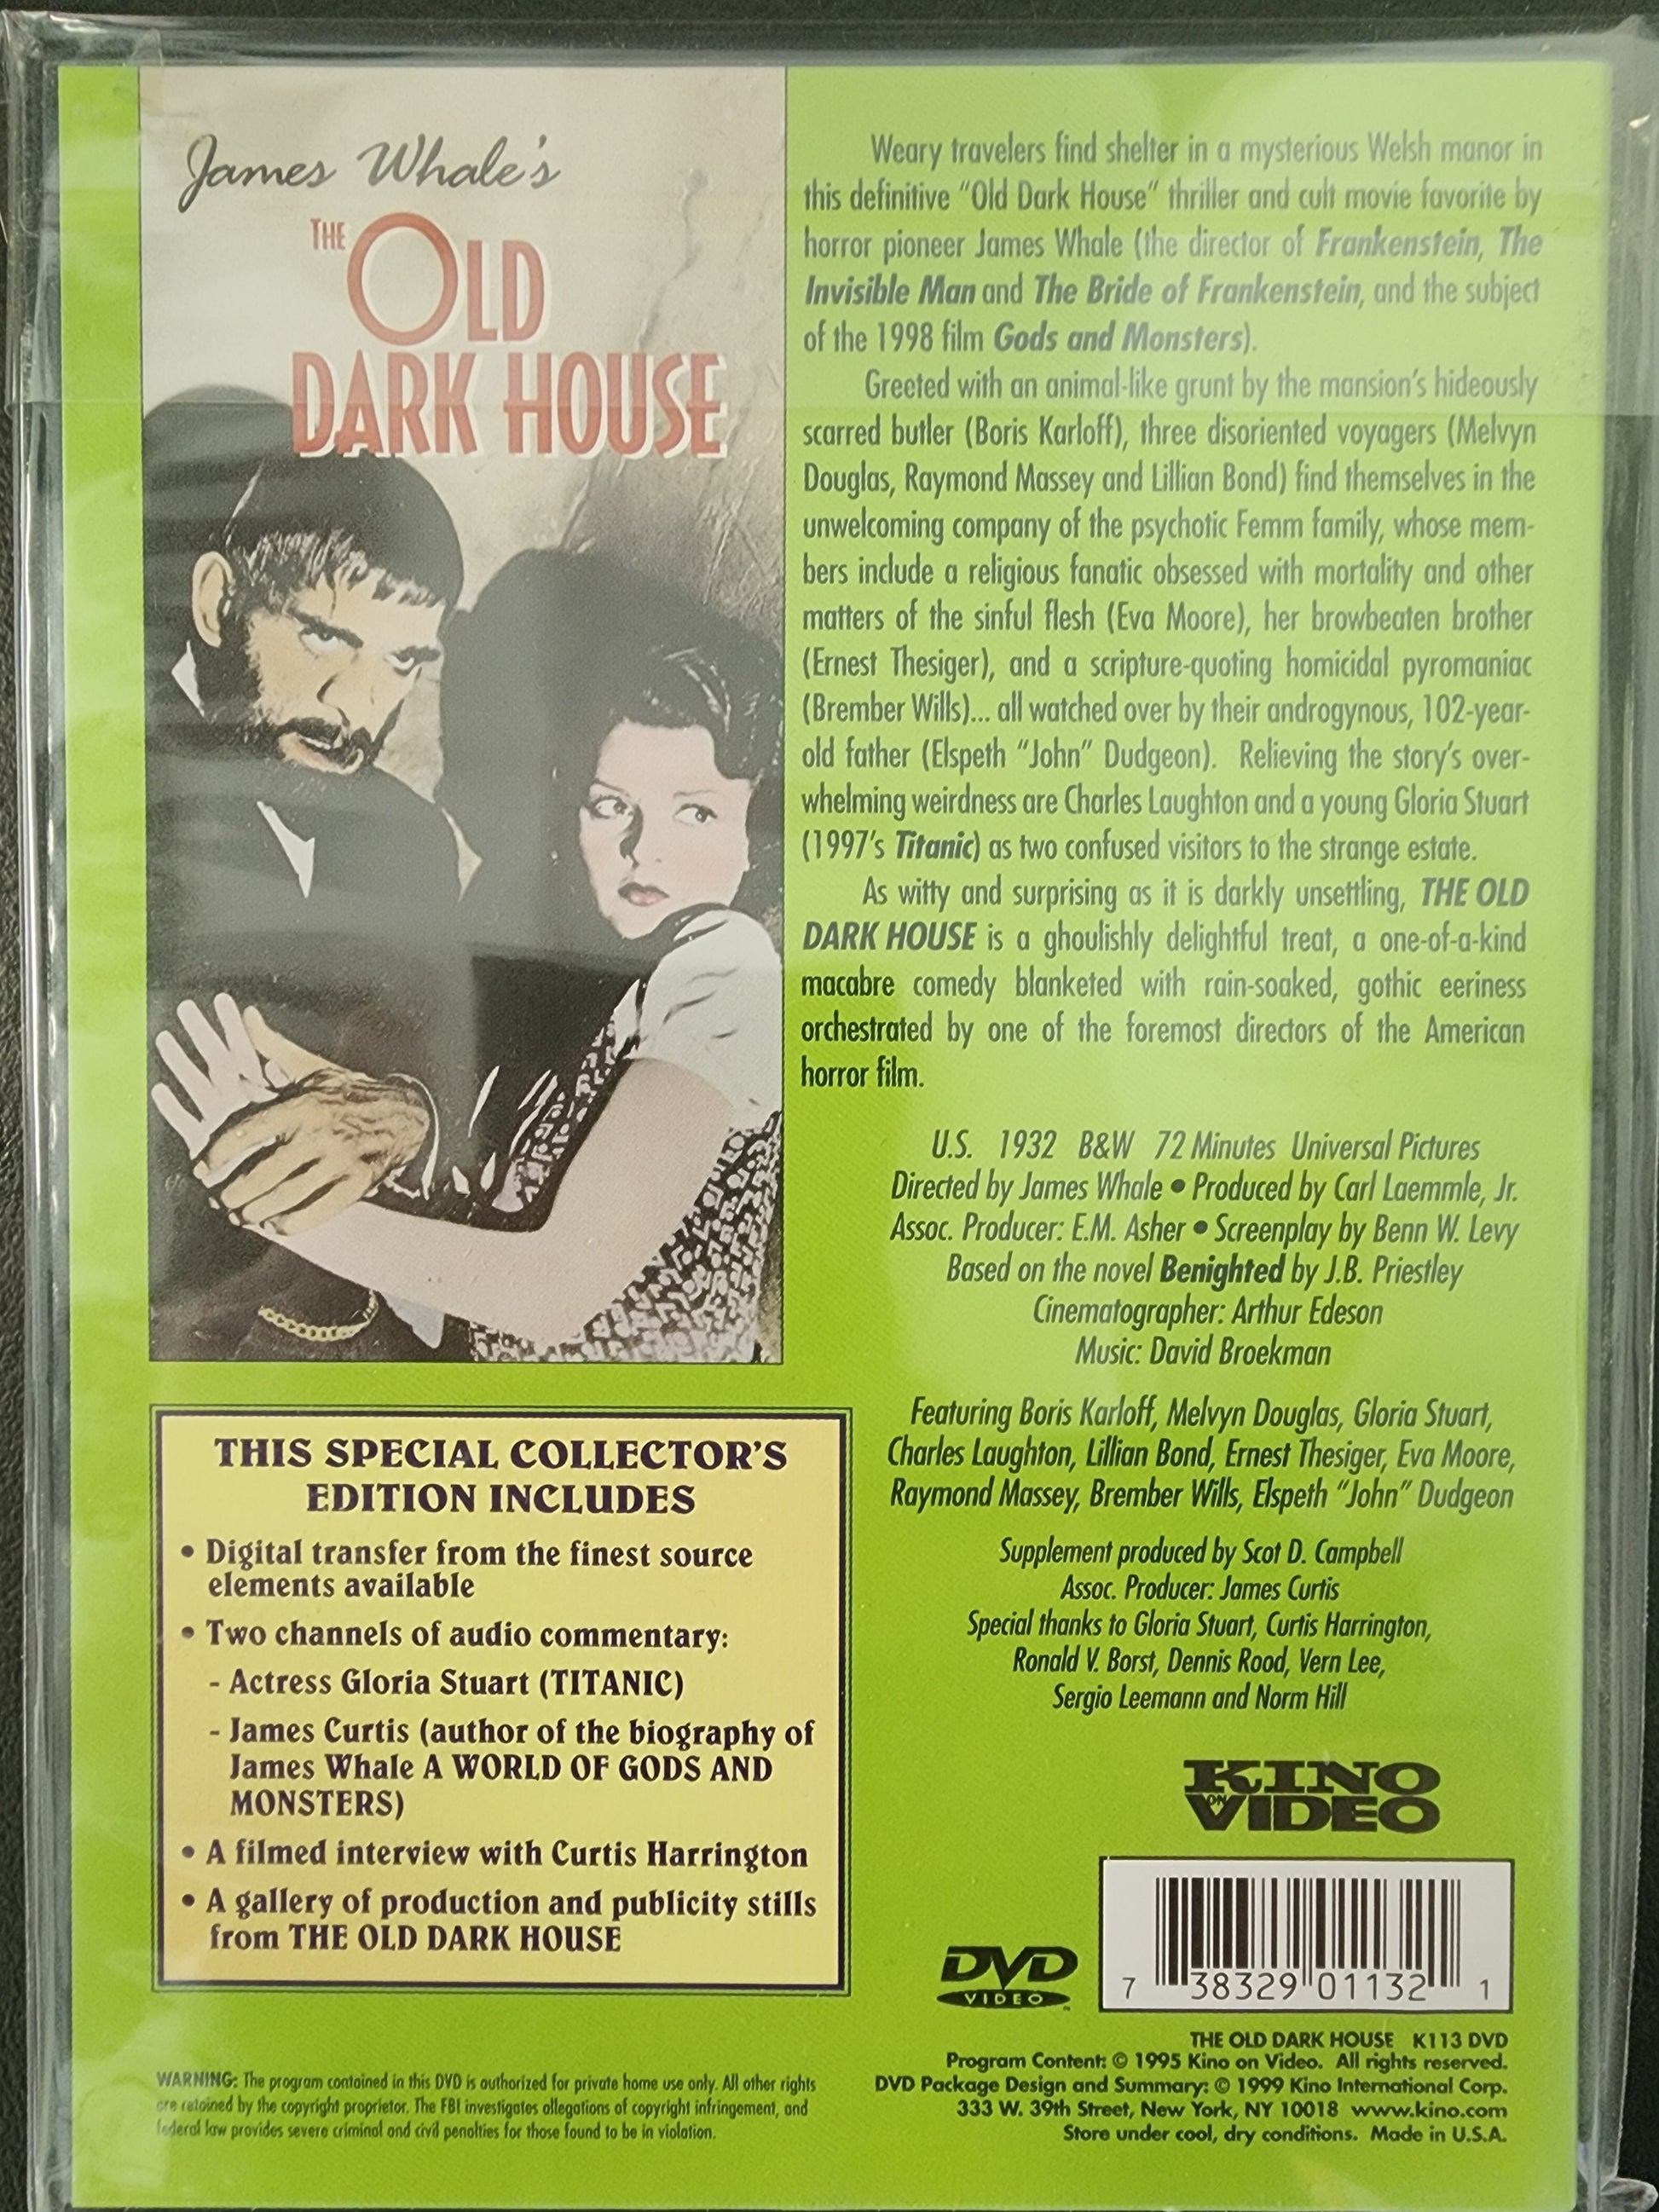 James Whale's
THE
OLD
DARK HOUSE
Weary travelers find shelter in a mysterious Welsh manor in
this definitive "Old Dark House" thriller and cult movie favorite by
horror pioneer James Whale (the director of Frankenstein, The
Invisible Man and The Bride of Frankenstein, and the subject
of the 1998 film Gods and Monsters).
Greeted with an animal-like grunt by the mansion's hideously
scarred butler (Boris Karloff), three disoriented voyagers (Melvyn
Douglas, Raymond Massey and Lillian Bond) find themselves in the
unwelcoming company of the psychotic Femm family, whose mem-
bers include a religious fanatic obsessed with mortality and other
matters of the sinful flesh (Eva Moore), her browbeaten brother
(Ernest Thesiger), and a scripture-quoting homicidal pyromaniac
(Brember Wills)... all watched over by their androgynous, 102-year-
old father (Elspeth "John" Dudgeon). Relieving the story's over-
whelming weirdness are Charles Laughton and a young Gloria Stuart
(1997's Titanic) as two confused visitors to the strange estate.
As witty and surprising as it is darkly unsettling, THE OLD
DARK HOUSE is a ghoulishly delightful treat, a one-of-a-kind
macabre comedy blanketed with rain-soaked, gothic eeriness
orchestrated by one of the foremost directors of the American
horror film.
U.S. 1932 B&W 72 Minutes Universal Pictures
Directed by James Whale • Produced by Carl Laemmle, Jr.
Assoc. Producer: E.M. Asher • Screenplay by Benn W. Levy
Based on the novel Benighted by J.B. Priestley
Cinematographer: Arthur Edeson
Music: David Broekman
Featuring Boris Karloff, Melvyn Douglas, Gloria Stuart,
Charles Laughton, Lillian Bond, Ernest Thesiger, Eva Moore,
Raymond Massey, Brember Wills, Elspeth "John" Dudgeon
Supplement produced by Scot D. Campbell
Assoc. Producer: James Curtis
Special thanks to Gloria Stuart, Curtis Harrington,
Ronald V. Borst, Dennis Rood, Vern Lee,
Sergio Leemann and Norm Hill
THIS SPECIAL COLLECTOR'S
EDITION INCLUDES
• Digital transfer from the finest source
elements available
• Two channels of audio commentary:
- Actress Gloria Stuart (TITANIC)
- James Curtis (author of the biography of
James Whale A WORLD OF GODS AND
MONSTERS)
• A filmed interview with Curtis Harrington
• A gallery of production and publicity stills
from THE OLD DARK HOUSE
KINO
ON
VIDEO
DVD
VIDEO
7 38329 01132 1
THE OLD DARK HOUSE K113 DVD
Program Content: © 1995 Kino on Video. All rights reserved.
DVD Package Design and Summary: © 1999 Kino International Corp.
333 W. 39th Street, New York, NY 10018 www.kino.com
Store under cool, dry conditions. Made in U.S.A.
WARNING: The program contained in this DVD is authorized for private home use only. All other rights
are retained by the copyright proprietor. The FBI investigates allegations of copyright infringement, and
federal law provides severe criminal and civil penalties for those found to be in violation.